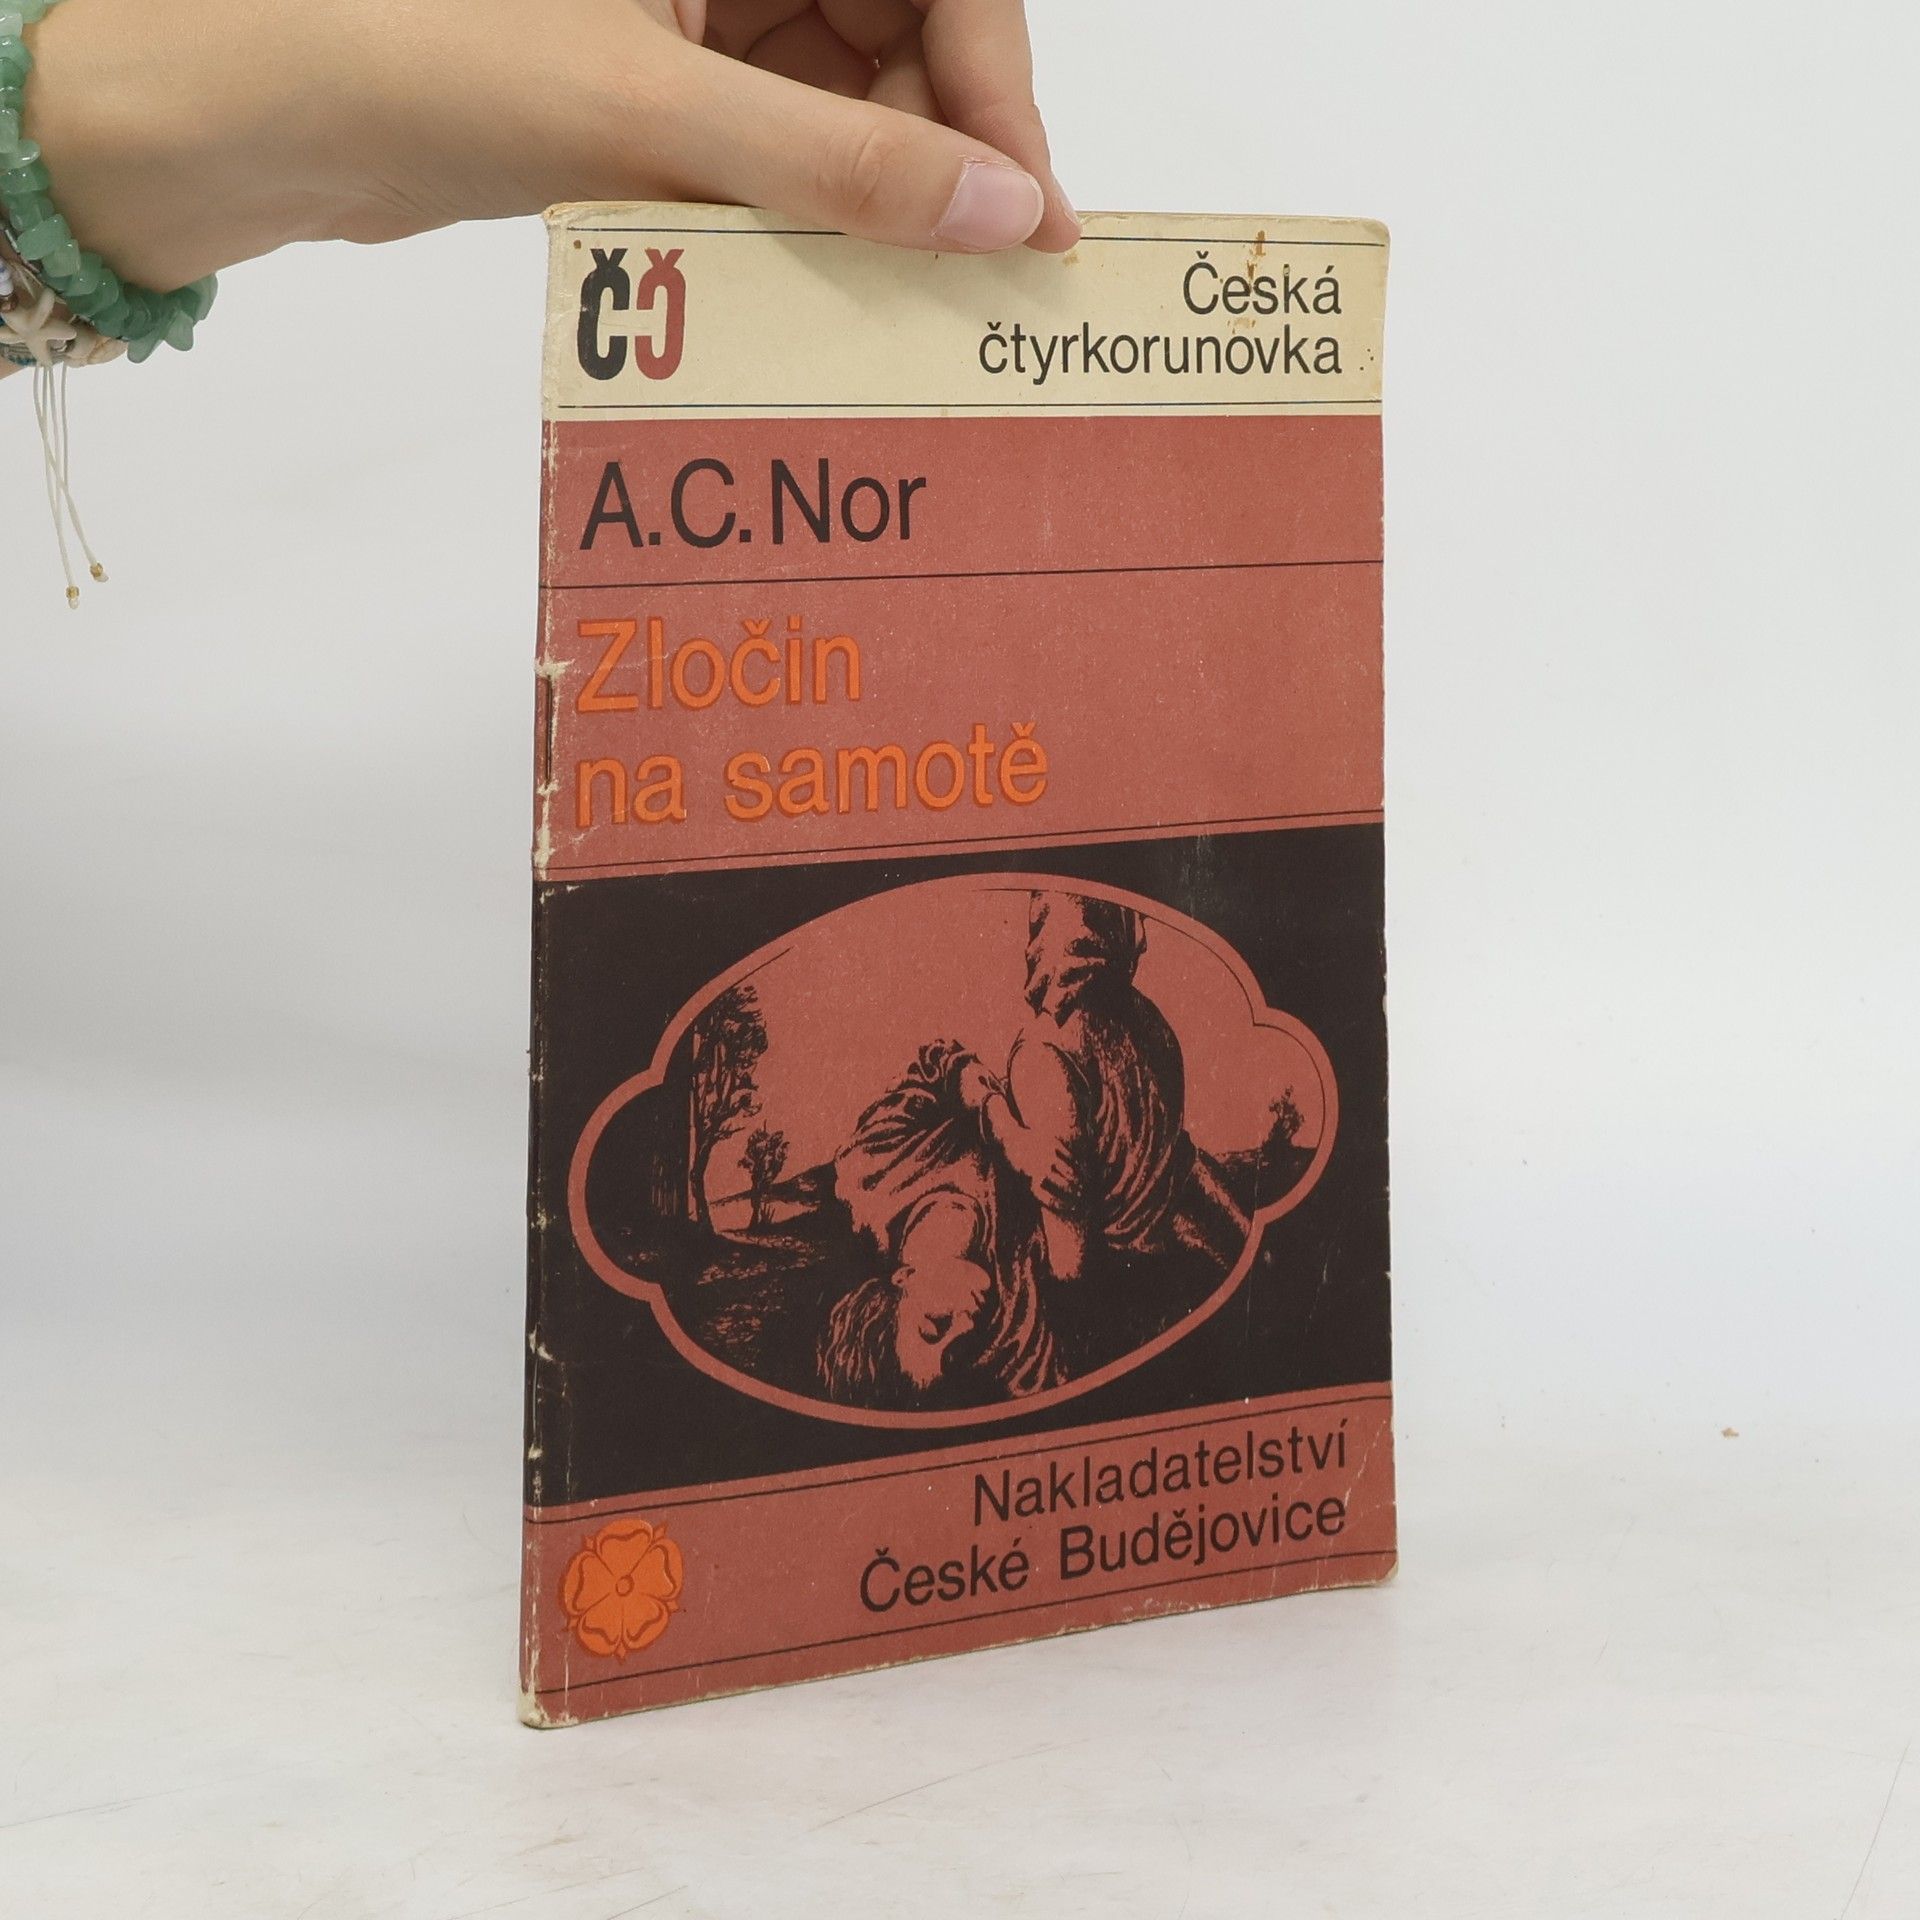 ČČ
Česká
čtyrkorunovka
A.C.Nor
Zločin
na samotě
Nakladatelství
České Budějovice